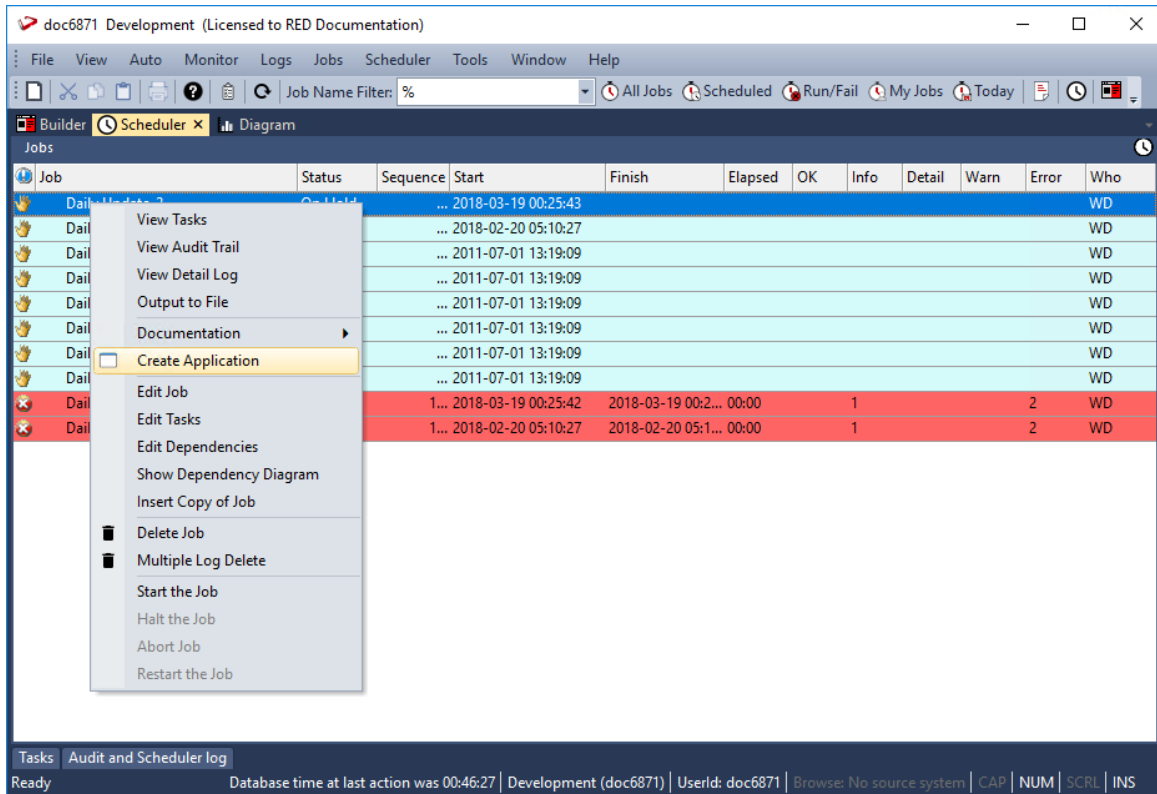 doc6871 Development (Licensed to RED Documentation)
File View Auto Monitor Logs Jobs Scheduler Tools Window Help
Job Name Filter: % All Jobs Scheduled Run/Fail My Jobs Today
Builder Scheduler × Diagram
Jobs
Job Status Sequence Start Finish Elapsed OK Info Detail Warn Error Who
... 2018-03-19 00:25:43 WD
Dail ... 2018-02-20 05:10:27 WD
Dail ... 2011-07-01 13:19:09 WD
Dail ... 2011-07-01 13:19:09 WD
Dail ... 2011-07-01 13:19:09 WD
Dail ... 2011-07-01 13:19:09 WD
Dail ... 2011-07-01 13:19:09 WD
Dail ... 2011-07-01 13:19:09 WD
Dail 1... 2018-03-19 00:25:42 2018-03-19 00:2... 00:00 1 2 WD
Dail 1... 2018-02-20 05:10:27 2018-02-20 05:1... 00:00 1 2 WD
View Tasks
View Audit Trail
View Detail Log
Output to File
Documentation
Create Application
Edit Job
Edit Tasks
Edit Dependencies
Show Dependency Diagram
Insert Copy of Job
Delete Job
Multiple Log Delete
Start the Job
Halt the Job
Abort Job
Restart the Job
Tasks Audit and Scheduler log
Ready Database time at last action was 00:46:27 Development (doc6871) UserId: doc6871 Browse: No source system CAP NUM SCRL INS